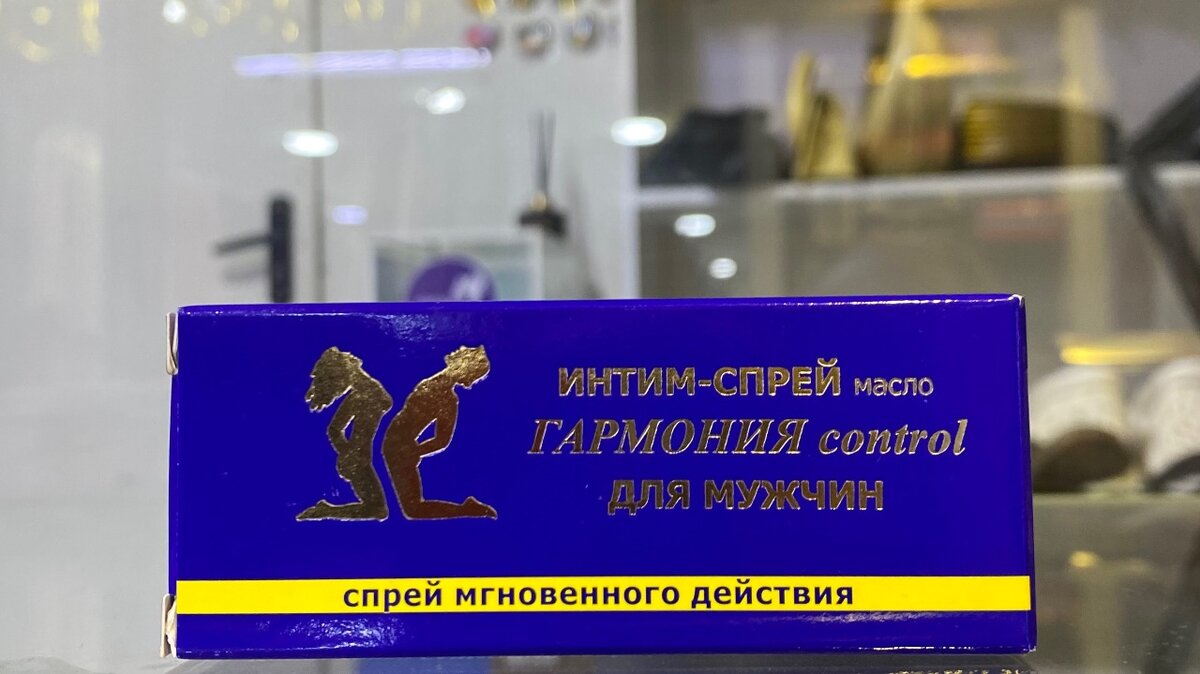 ИНТИМ-СПРЕЙ масло
ГАРМОНИЯ control
ДЛЯ МУЖЧИН
спрей мгновенного действия